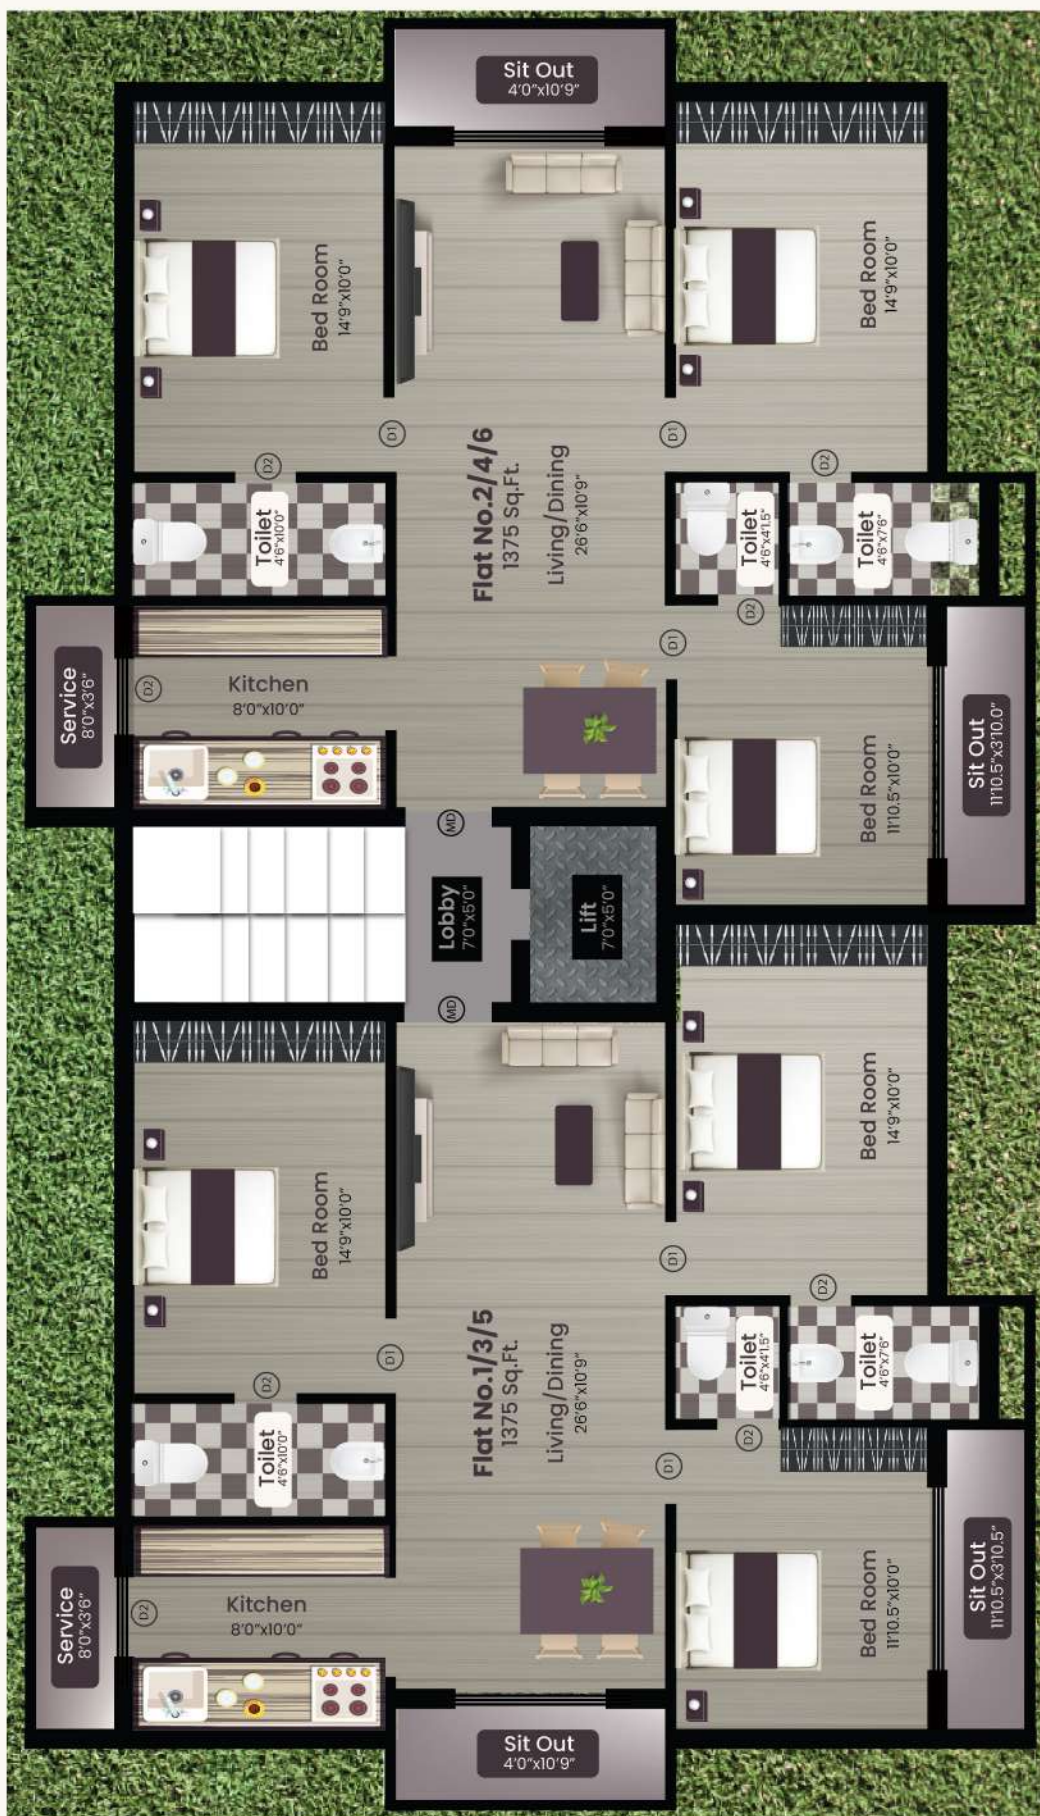 Sit Out
4'0"x10'9"
Bed Room
14'9"x10'0"
Bed Room
14'9"x10'0"
D1
D1
D2
D2
Flat No.2/4/6
1375 Sq.Ft.
Living/Dining
26'6"x10'9"
Toilet
4'6"x10'0"
Toilet
4'6"x4'1.5"
Toilet
4'6"x7'6"
D2
D1
Service
8'0"x3'6"
D2
Kitchen
8'0"x10'0"
Bed Room
11'10.5"x10'0"
Sit Out
11'10.5"x3'10.0"
MD
Lobby
7'0"x5'0"
Lift
7'0"x5'0"
MD
Bed Room
14'9"x10'0"
Bed Room
14'9"x10'0"
D1
D2
D1
D2
Flat No.1/3/5
1375 Sq.Ft.
Living/Dining
26'6"x10'9"
Toilet
4'6"x10'0"
Toilet
4'6"x4'1.5"
Toilet
4'6"x7'6"
D2
D1
Service
8'0"x3'6"
D2
Kitchen
8'0"x10'0"
Bed Room
11'10.5"x10'0"
Sit Out
11'10.5"x3'10.5"
Sit Out
4'0"x10'9"